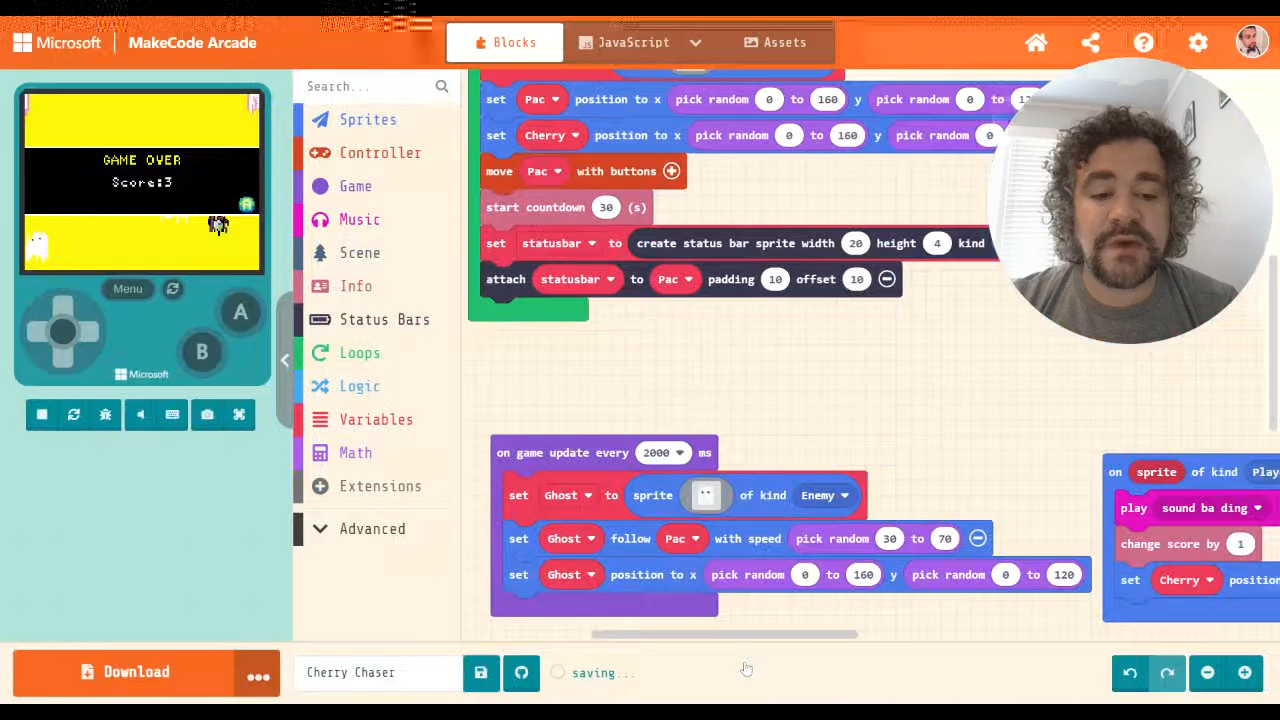 Microsoft | MakeCode Arcade
Blocks
JavaScript
Assets
GAME OVER
Score:3
Menu
A
B
Microsoft
Search...
Sprites
Controller
Game
Music
Scene
Info
Status Bars
Loops
Logic
Variables
Math
Extensions
Advanced
set Pac position to x pick random 0 to 160 y pick random 0 to
set Cherry position to x pick random 0 to 160 y pick random 0
move Pac with buttons
start countdown 30 (s)
set statusbar to create status bar sprite width 20 height 4 kind
attach statusbar to Pac padding 10 offset 10
on game update every 2000 ms
set Ghost to sprite of kind Enemy
set Ghost follow Pac with speed pick random 30 to 70
set Ghost position to x pick random 0 to 160 y pick random 0 to 120
on sprite of kind Play
play sound ba ding
change score by 1
set Cherry position
Download
...
Cherry Chaser
saving...